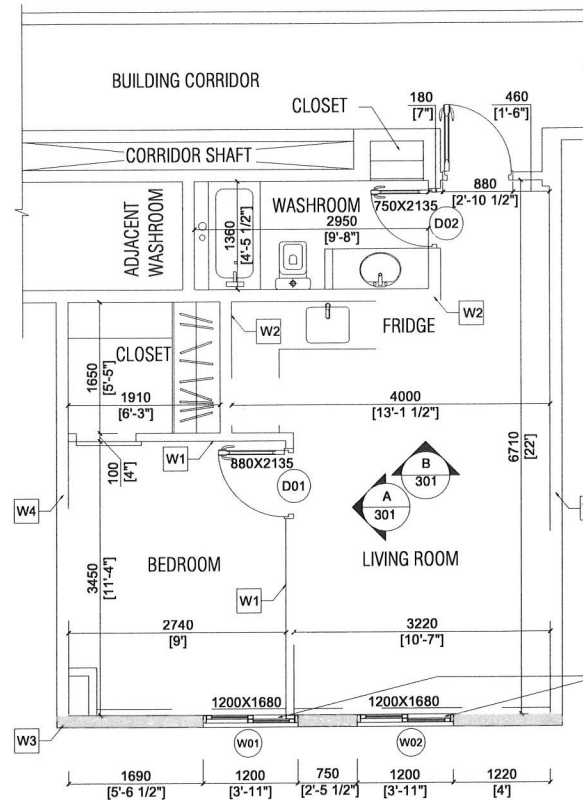 BUILDING CORRIDOR
180
[7"]
460
[1'-6"]
CLOSET
CORRIDOR SHAFT
880
[2'-10 1/2"]
ADJACENT
WASHROOM
WASHROOM
750X2135
1360
[4'-5 1/2"]
2950
[9'-8"]
D02
W2
W2
FRIDGE
CLOSET
1650
[5'-5"]
1910
[6'-3"]
4000
[13'-1 1/2"]
6710
[22']
W1
880X2135
100
[4"]
D01
B
301
A
301
W4
BEDROOM
LIVING ROOM
3450
[11'-4"]
W1
2740
[9']
3220
[10'-7"]
1200X1680
1200X1680
W3
W01
W02
1690
[5'-6 1/2"]
1200
[3'-11"]
750
[2'-5 1/2"]
1200
[3'-11"]
1220
[4']